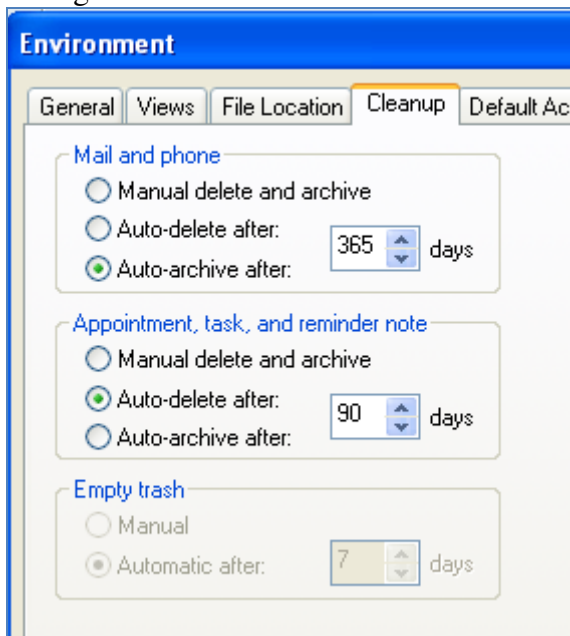 Environment
General Views File Location Cleanup Default Ac
Mail and phone
Manual delete and archive
Auto-delete after:
365 days
Auto-archive after:
Appointment, task, and reminder note
Manual delete and archive
Auto-delete after:
90 days
Auto-archive after:
Empty trash
Manual
Automatic after: 7 days